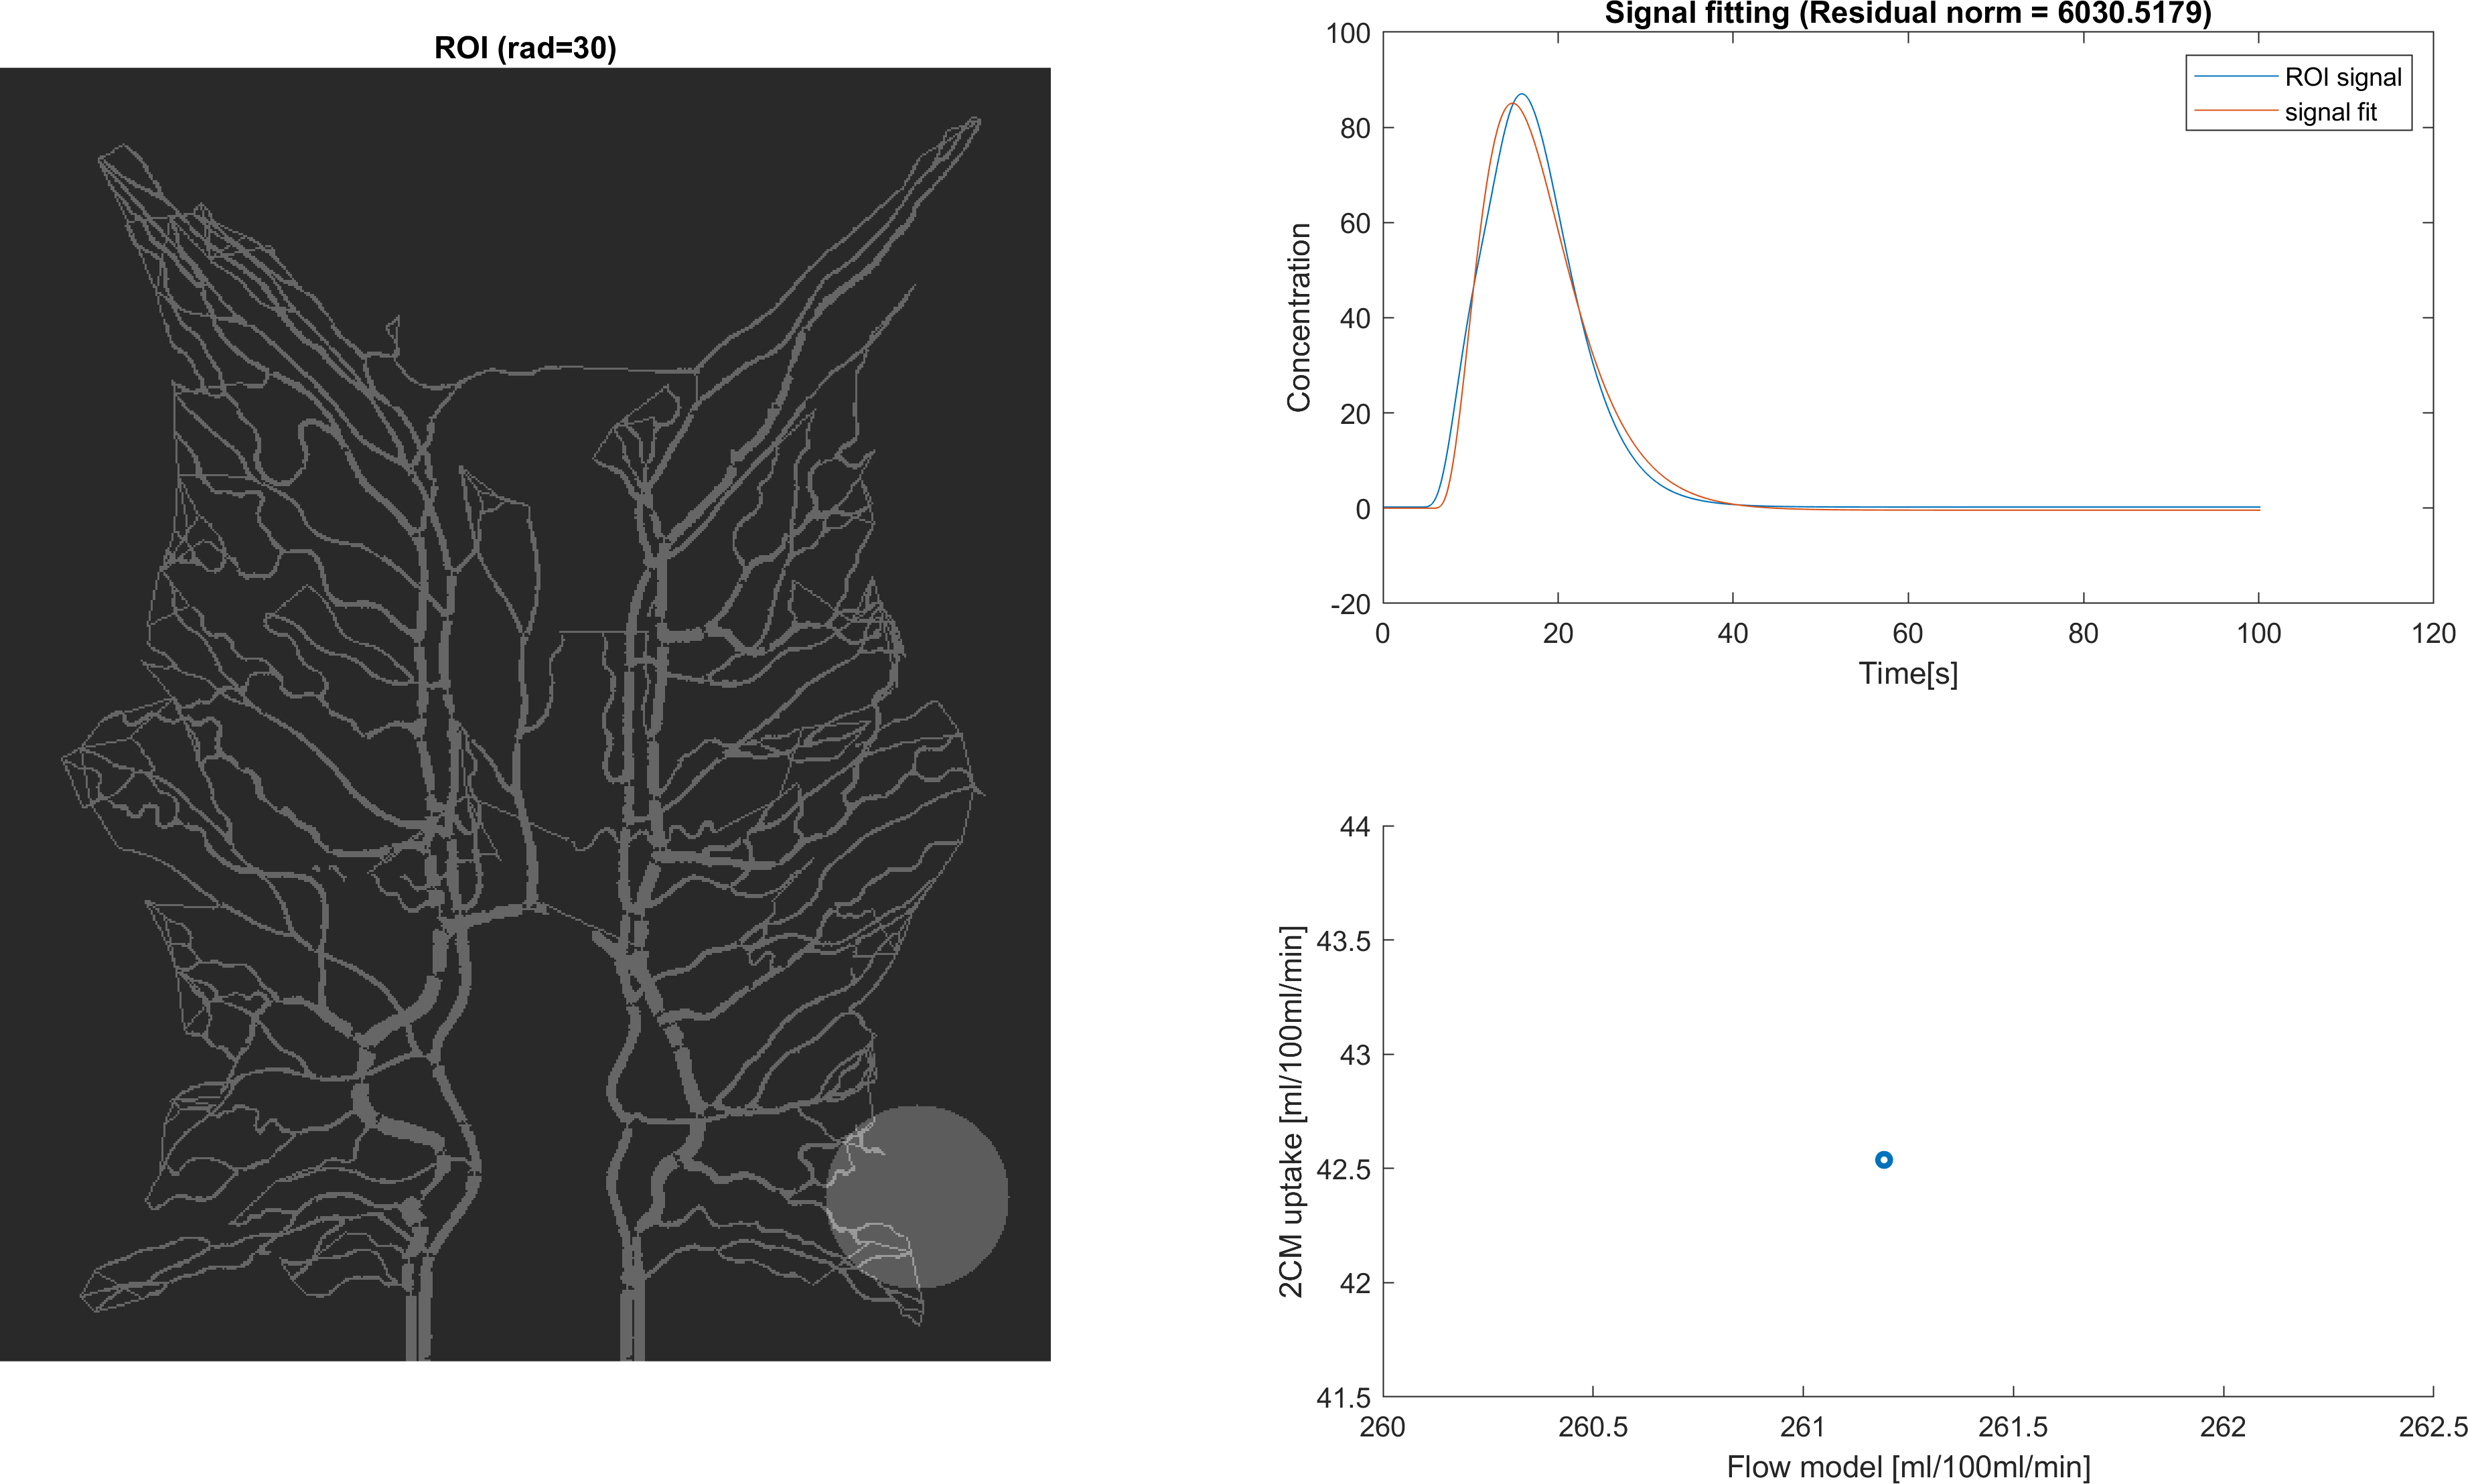 ROI (rad=30)
Signal fitting (Residual norm = 6030.5179)
100
80
60
40
20
0
-20
Concentration
ROI signal
signal fit
0 20 40 60 80 100 120
Time[s]
44
43.5
43
42.5
42
41.5
2CM uptake [ml/100ml/min]
260 260.5 261 261.5 262 262.5
Flow model [ml/100ml/min]